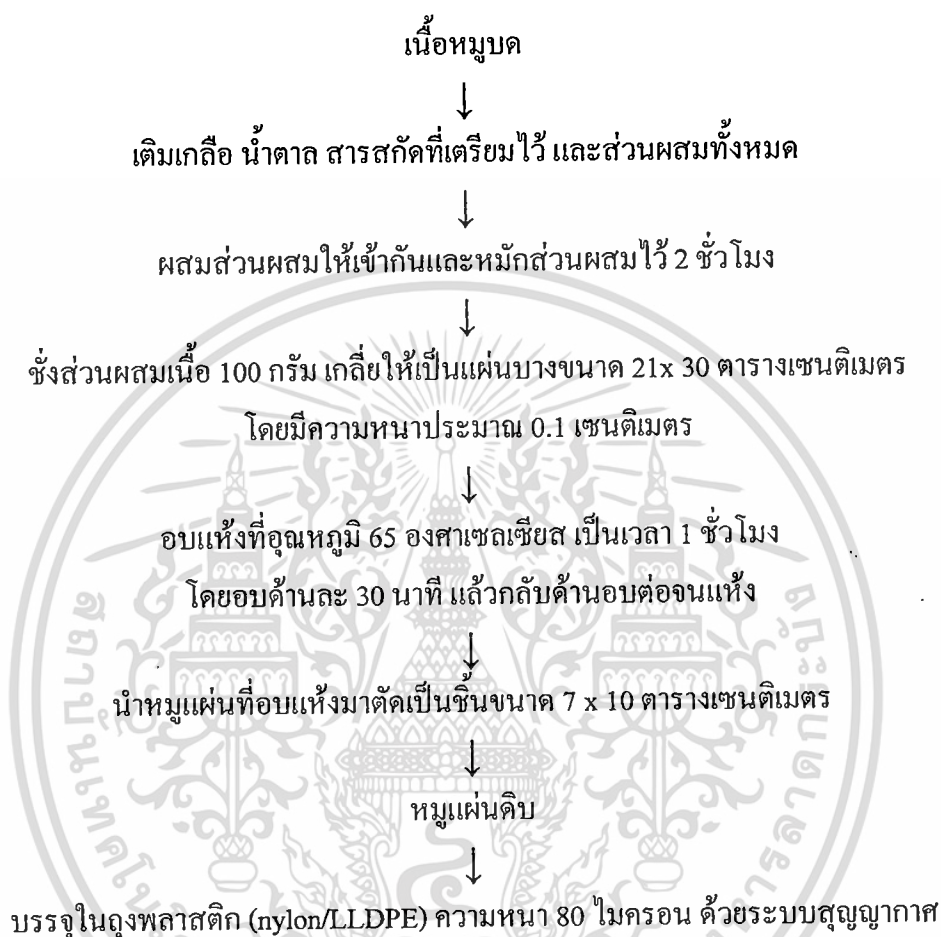 เนื้อหมูบด
↓
เติมเกลือ น้ำตาล สารสกัดที่เตรียมไว้ และส่วนผสมทั้งหมด
↓
ผสมส่วนผสมให้เข้ากันและหมักส่วนผสมไว้ 2 ชั่วโมง
↓
ชั่งส่วนผสมเนื้อ 100 กรัม เกลี่ยให้เป็นแผ่นบางขนาด 21x 30 ตารางเซนติเมตร
โดยมีความหนาประมาณ 0.1 เซนติเมตร
↓
อบแห้งที่อุณหภูมิ 65 องศาเซลเซียส เป็นเวลา 1 ชั่วโมง
โดยอบด้านละ 30 นาที แล้วกลับด้านอบต่อจนแห้ง
↓
นำหมูแผ่นที่อบแห้งมาตัดเป็นชิ้นขนาด 7 x 10 ตารางเซนติเมตร
↓
หมูแผ่นดิบ
↓
บรรจุในถุงพลาสติก (nylon/LLDPE) ความหนา 80 ไมครอน ด้วยระบบสุญญากาศ